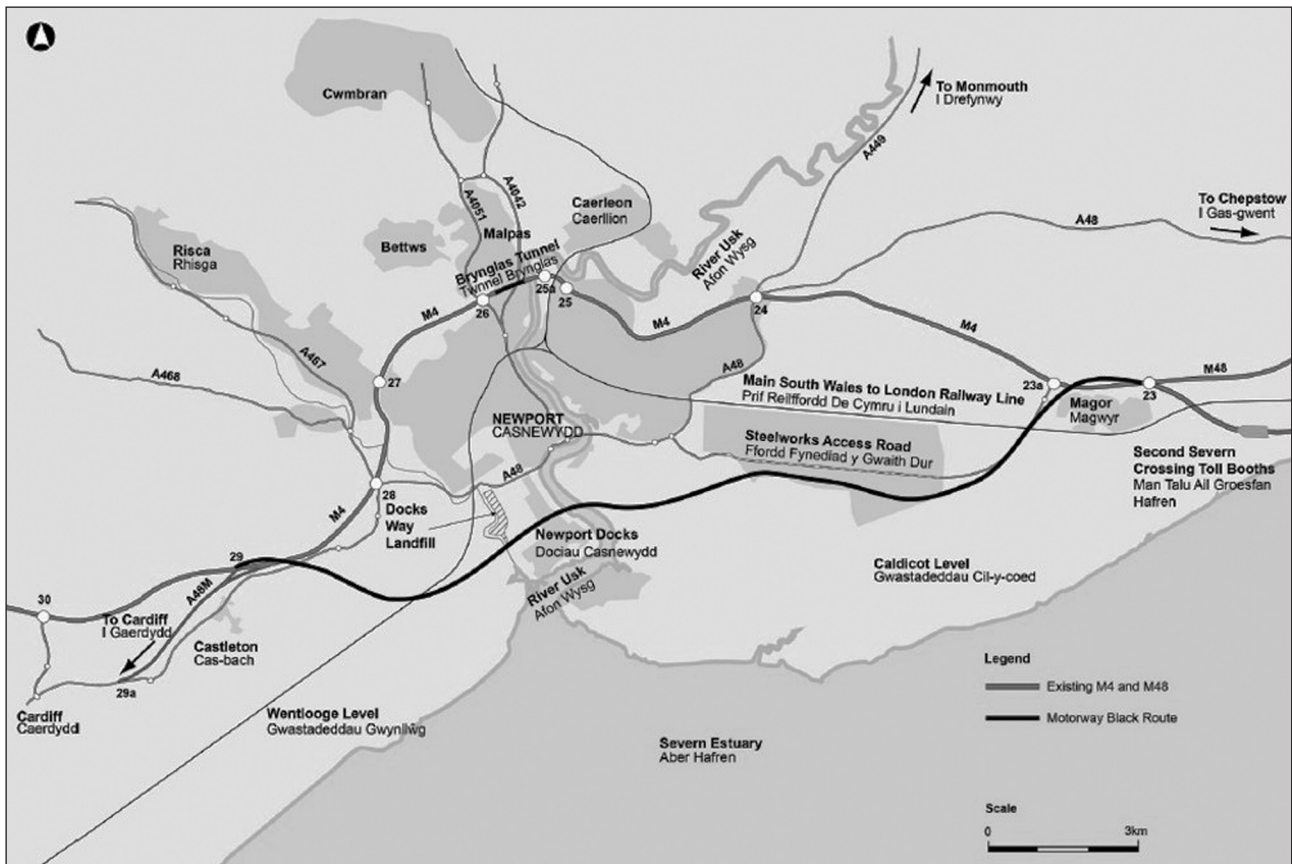 Cwmbran
To Monmouth
I Drefynwy
A449
A4051
A4042
Caerleon
Caerllion
To Chepstow
I Gas-gwent
A48
Risca
Rhisga
Bettws
Malpas
Brynglas Tunnel
Twnnel Brynglas
River Usk
Afon Wysg
26
25a
25
24
M4
M4
M4
A467
A468
27
A48
Main South Wales to London Railway Line
Prif Reilffordd De Cymru i Lundain
23a
M48
23
Magor
Magwyr
NEWPORT
CASNEWYDD
Steelworks Access Road
Ffordd Fynediad y Gwaith Dur
Second Severn
Crossing Toll Booths
Man Talu Ail Groesfan
Hafren
A48
28
M4
Docks
Way
Landfill
Newport Docks
Dociau Casnewydd
29
A48M
River Usk
Afon Wysg
Caldicot Level
Gwastadeddau Cil-y-coed
30
To Cardiff
I Gaerdydd
Castleton
Cas-bach
29a
Cardiff
Caerdydd
Wentlooge Level
Gwastadeddau Gwynllŵg
Severn Estuary
Aber Hafren
Legend
Existing M4 and M48
Motorway Black Route
Scale
0 3km